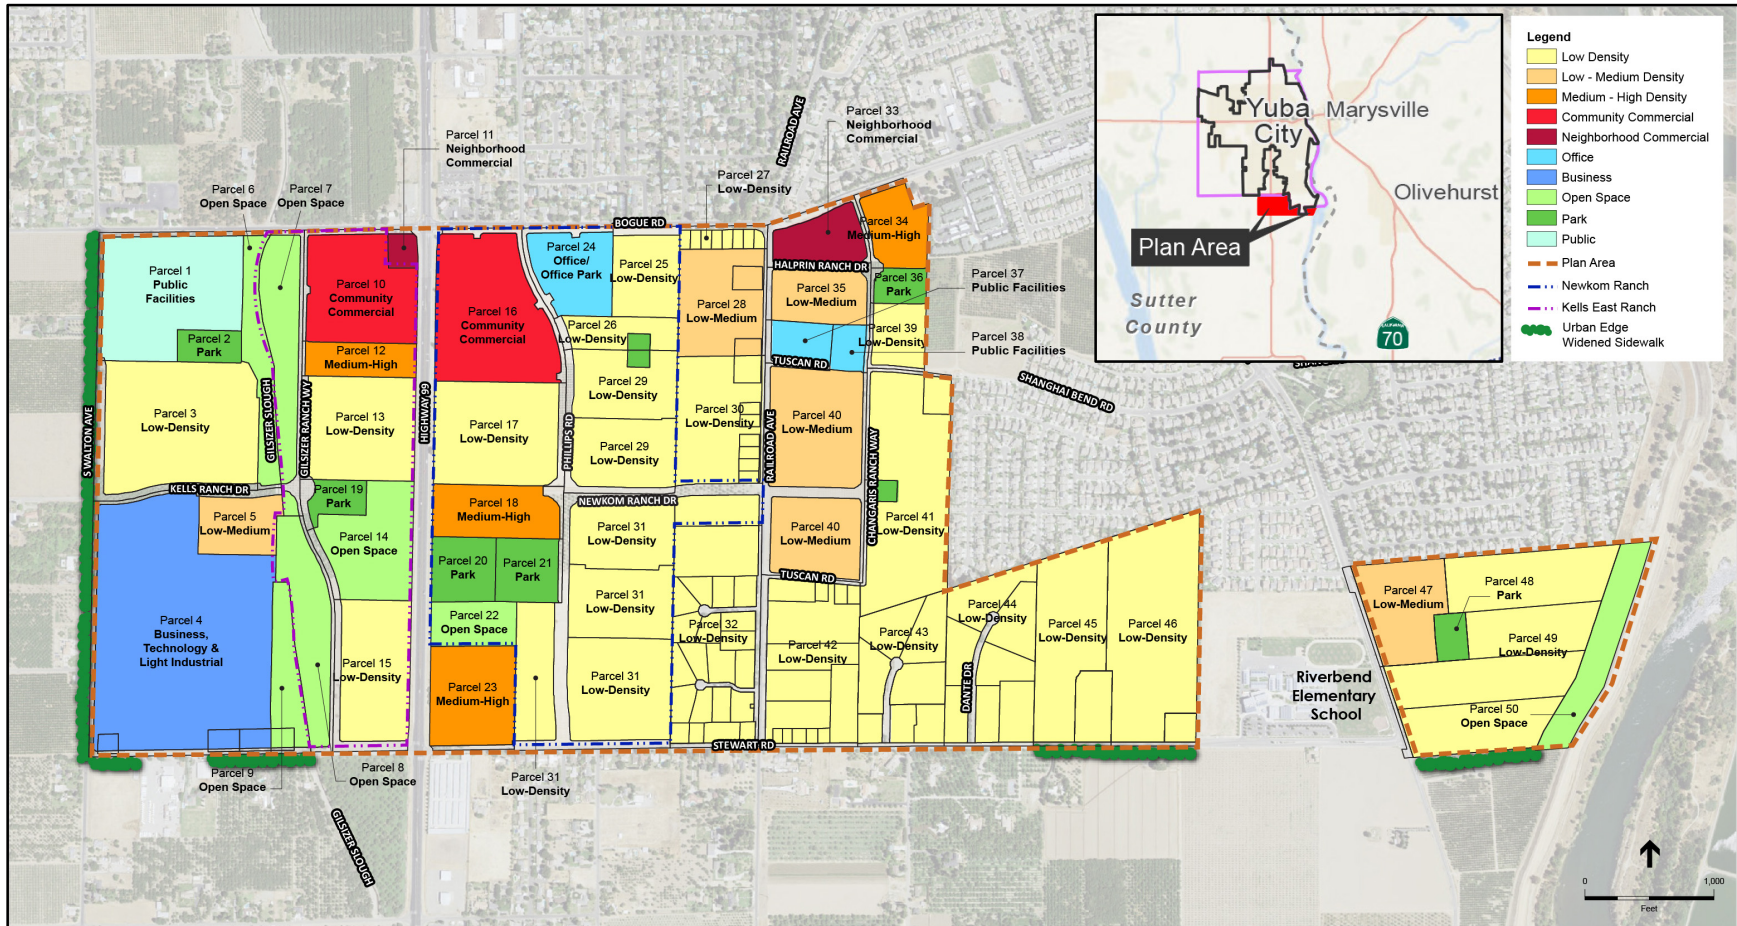 Parcel 33
Neighborhood
Commercial
Parcel 11
Neighborhood
Commercial
RAILROAD AVE
Parcel 27
Low-Density
Parcel 6
Open Space
Parcel 7
Open Space
BOGUE RD
Parcel 1
Public
Facilities
Parcel 2
Park
Parcel 3
Low-Density
S WALTON AVE
GILSIZER SLOUGH
GILSIZER RANCH WY
KELLS RANCH DR
Parcel 10
Community
Commercial
Parcel 12
Medium-High
Parcel 13
Low-Density
HIGHWAY 99
Parcel 16
Community
Commercial
Parcel 17
Low-Density
Parcel 24
Office/
Office Park
Parcel 25
Low-Density
Parcel 26
Low-Density
Parcel 29
Low-Density
Parcel 29
Low-Density
PHILLIPS RD
Parcel 28
Low-Medium
Parcel 30
Low-Density
RAILROAD AVE
Parcel 34
Medium-High
HALPRIN RANCH DR
Parcel 35
Low-Medium
Parcel 36
Park
Parcel 37
Public Facilities
Parcel 38
Public Facilities
Parcel 39
Low-Density
TUSCAN RD
SHANGHAI BEND RD
Parcel 40
Low-Medium
CHANGARIS RANCH WAY
Parcel 5
Low-Medium
Parcel 19
Park
Parcel 14
Open Space
Parcel 18
Medium-High
NEWKOM RANCH DR
Parcel 31
Low-Density
Parcel 40
Low-Medium
Parcel 41
Low-Density
Parcel 20
Park
Parcel 21
Park
TUSCAN RD
Parcel 4
Business,
Technology &
Light Industrial
Parcel 15
Low-Density
Parcel 22
Open Space
Parcel 23
Medium-High
Parcel 31
Low-Density
Parcel 31
Low-Density
Parcel 32
Low-Density
Parcel 42
Low-Density
Parcel 43
Low-Density
Parcel 44
Low-Density
DANTE DR
Parcel 45
Low-Density
Parcel 46
Low-Density
STEWART RD
Parcel 9
Open Space
Parcel 8
Open Space
Parcel 31
Low-Density
GILSIZER SLOUGH
Riverbend
Elementary
School
Parcel 47
Low-Medium
Parcel 48
Park
Parcel 49
Low-Density
Parcel 50
Open Space
0 1,000
Feet
Yuba
City
Marysville
Olivehurst
Plan Area
Sutter
County
CALIFORNIA
70
Legend
Low Density
Low - Medium Density
Medium - High Density
Community Commercial
Neighborhood Commercial
Office
Business
Open Space
Park
Public
Plan Area
Newkom Ranch
Kells East Ranch
Urban Edge
Widened Sidewalk